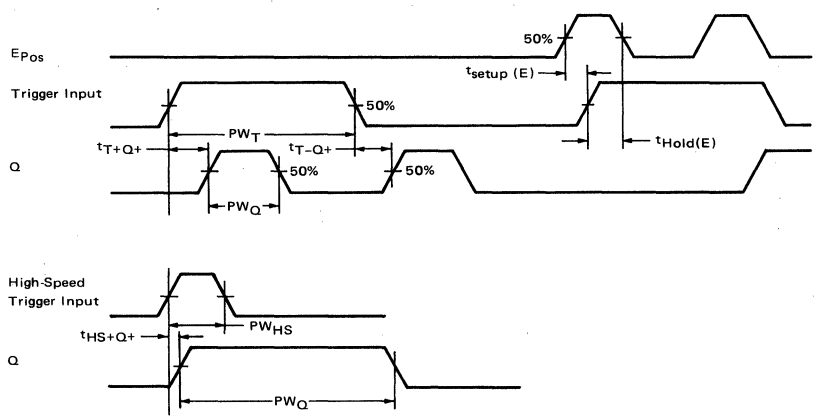 E_Pos
50%
t_setup (E)
Trigger Input
50%
PW_T
t_T+Q+
t_T–Q+
t_Hold(E)
Q
50%
50%
PW_Q
High-Speed
Trigger Input
PW_HS
t_HS+Q+
Q
PW_Q